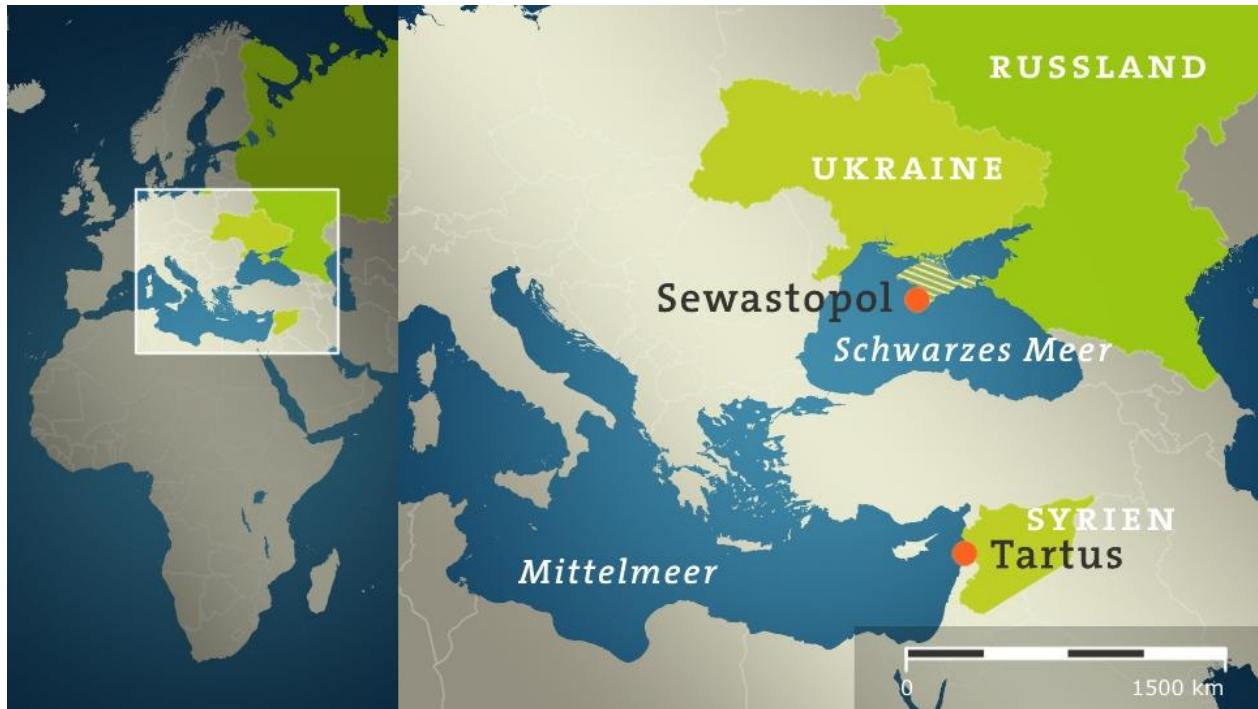 RUSSLAND
UKRAINE
Sewastopol
Schwarzes Meer
SYRIEN
Tartus
Mittelmeer
0
1500 km